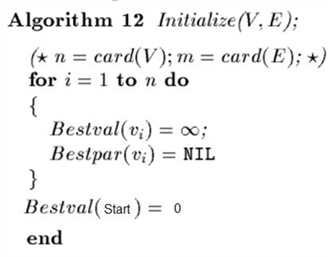 Algorithm 12 Initialize(V, E);
(⋆ n = card(V); m = card(E); ⋆)
for i = 1 to n do
{
Bestval(vᵢ) = ∞;
Bestpar(vᵢ) = NIL
}
Bestval(Start) = 0
end